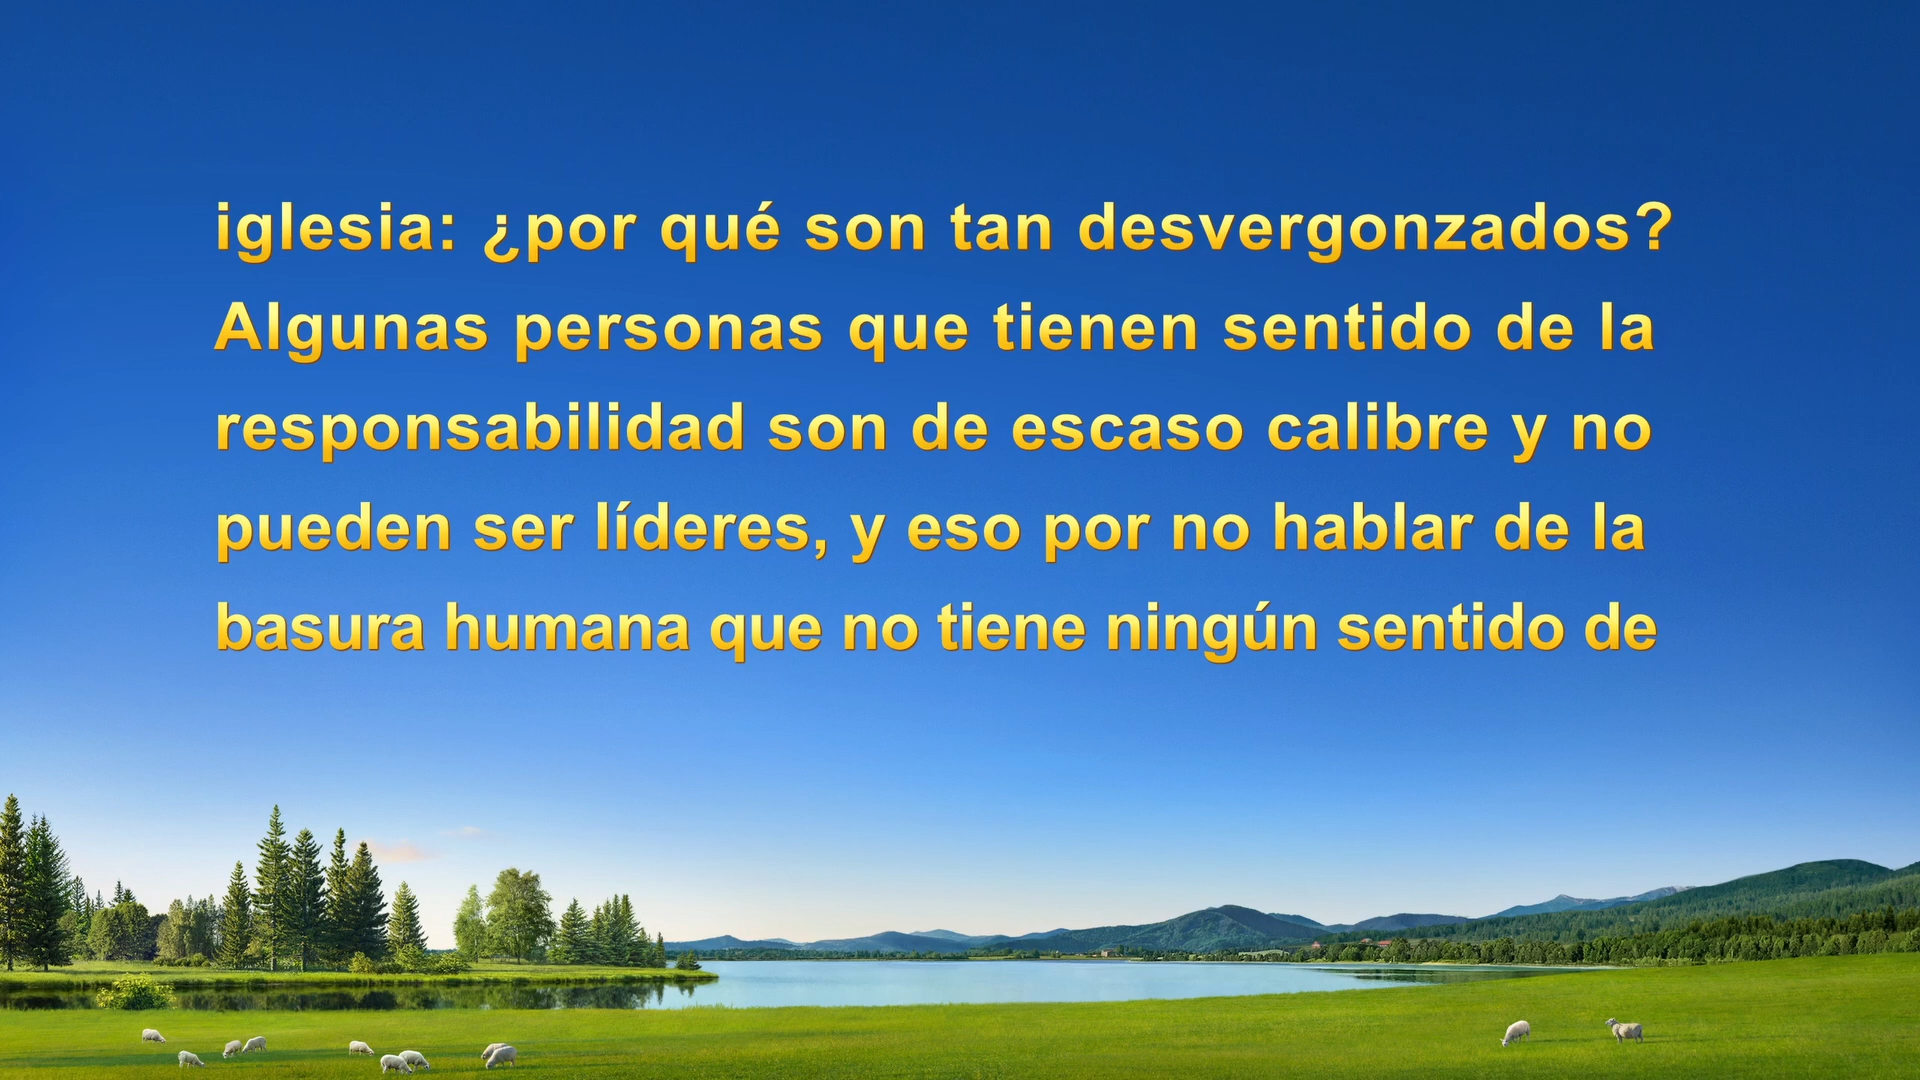 iglesia: ¿por qué son tan desvergonzados?
Algunas personas que tienen sentido de la
responsabilidad son de escaso calibre y no
pueden ser líderes, y eso por no hablar de la
basura humana que no tiene ningún sentido de